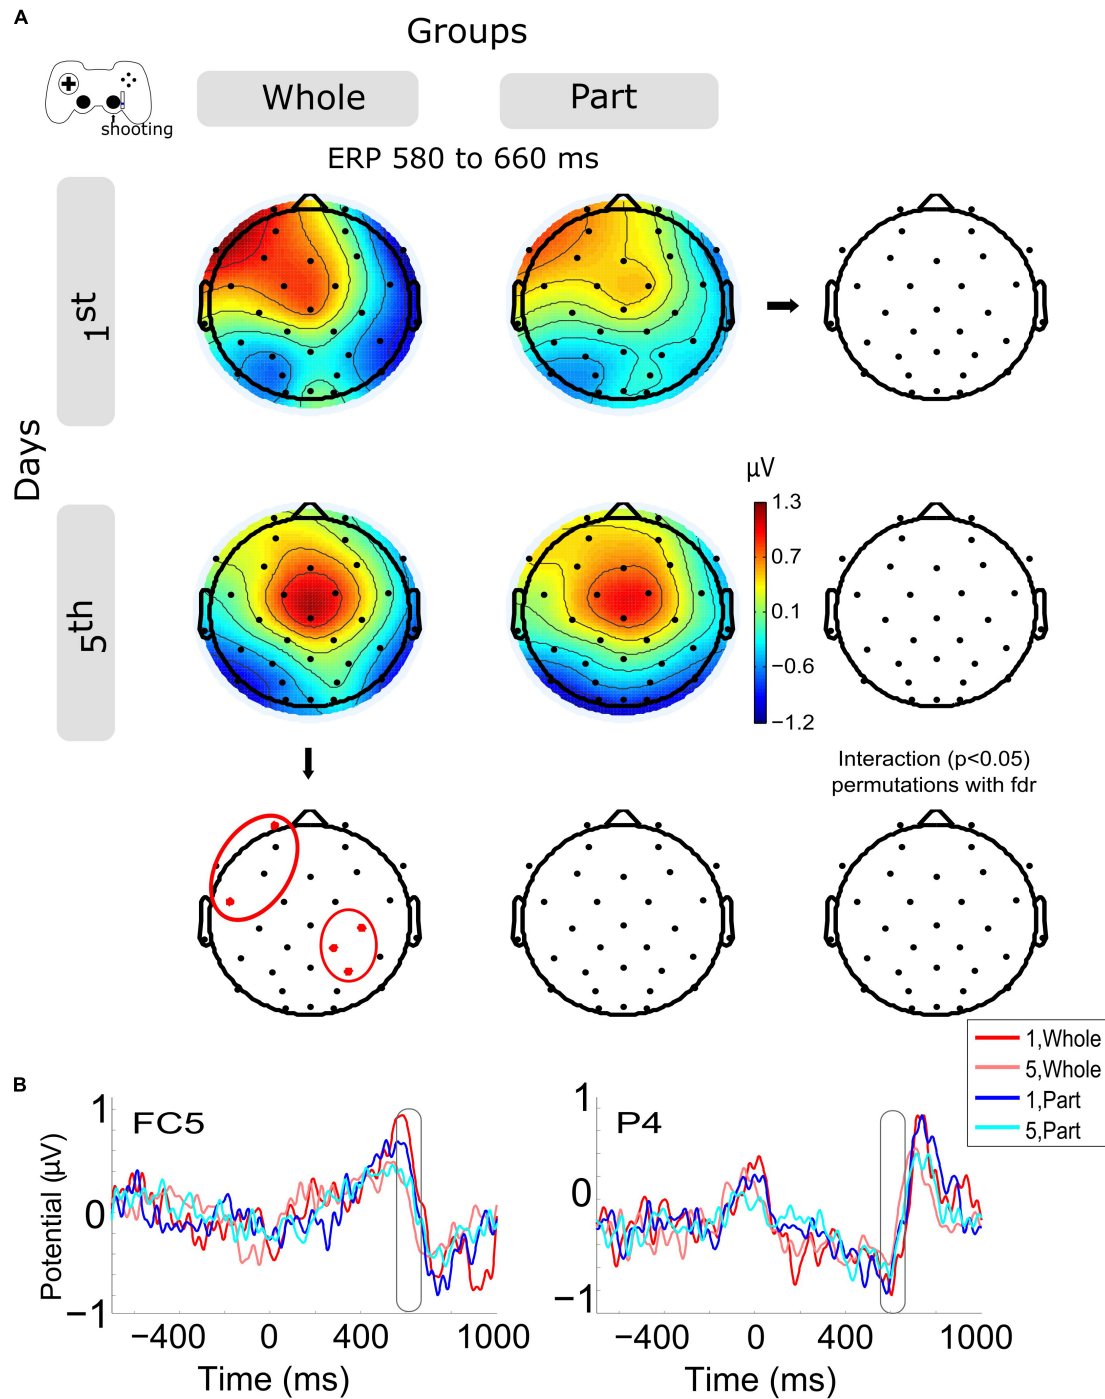 A
Groups
Whole
Part
shooting
ERP 580 to 660 ms
Days
1st
5th
µV
1.3
0.7
0.1
−0.6
−1.2
Interaction (p<0.05)
permutations with fdr
1,Whole
5,Whole
1,Part
5,Part
B
FC5
Potential (µV)
1
0
−1
−400
0
400
1000
Time (ms)
P4
1
0
−1
−400
0
400
1000
Time (ms)